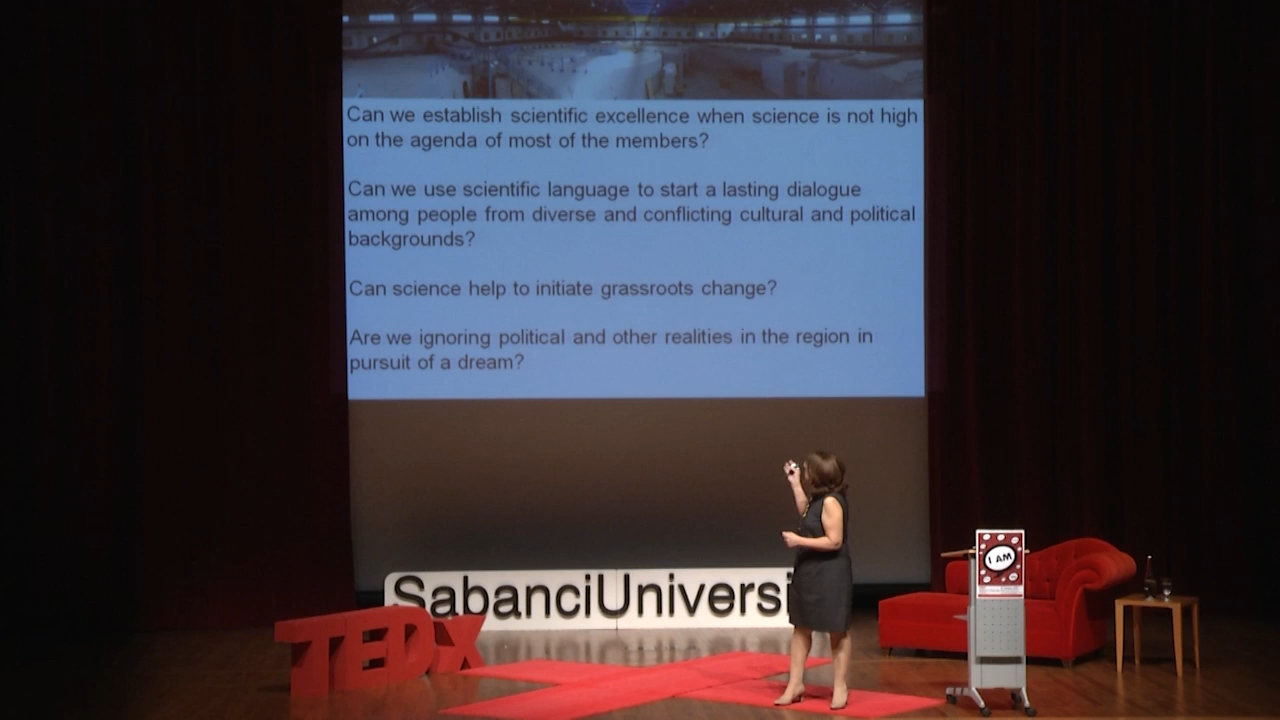 Can we establish scientific excellence when science is not high
on the agenda of most of the members?
Can we use scientific language to start a lasting dialogue
among people from diverse and conflicting cultural and political
backgrounds?
Can science help to initiate grassroots change?
Are we ignoring political and other realities in the region in
pursuit of a dream?
I AM
SabanciUniversi
TEDx